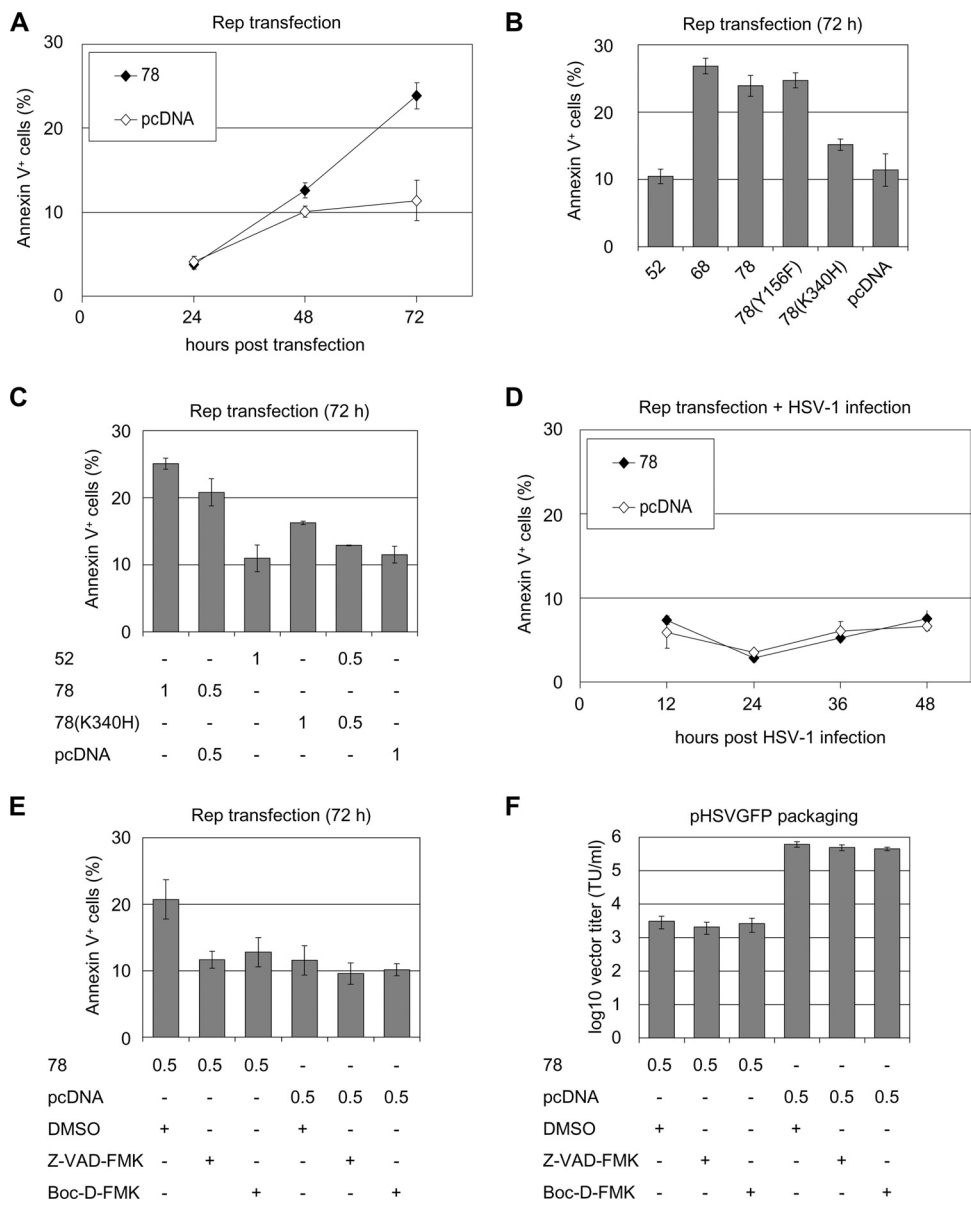 A
Rep transfection
Annexin V⁺ cells (%)
30
20
10
0
78
pcDNA
0 24 48 72
hours post transfection
B
Rep transfection (72 h)
Annexin V⁺ cells (%)
30
20
10
0
52 68 78 78(Y156F) 78(K340H) pcDNA
C
Rep transfection (72 h)
Annexin V⁺ cells (%)
30
20
10
0
52 - - 1 - 0.5 -
78 1 0.5 - - - -
78(K340H) - - - 1 0.5 -
pcDNA - 0.5 - - - 1
D
Rep transfection + HSV-1 infection
Annexin V⁺ cells (%)
30
20
10
0
78
pcDNA
0 12 24 36 48
hours post HSV-1 infection
E
Rep transfection (72 h)
Annexin V⁺ cells (%)
30
20
10
0
78 0.5 0.5 0.5 - - -
pcDNA - - - 0.5 0.5 0.5
DMSO + - - + - -
Z-VAD-FMK - + - - + -
Boc-D-FMK - - + - - +
F
pHSVGFP packaging
log10 vector titer (TU/ml)
6
5
4
3
2
1
0
78 0.5 0.5 0.5 - - -
pcDNA - - - 0.5 0.5 0.5
DMSO + - - + - -
Z-VAD-FMK - + - - + -
Boc-D-FMK - - + - - +